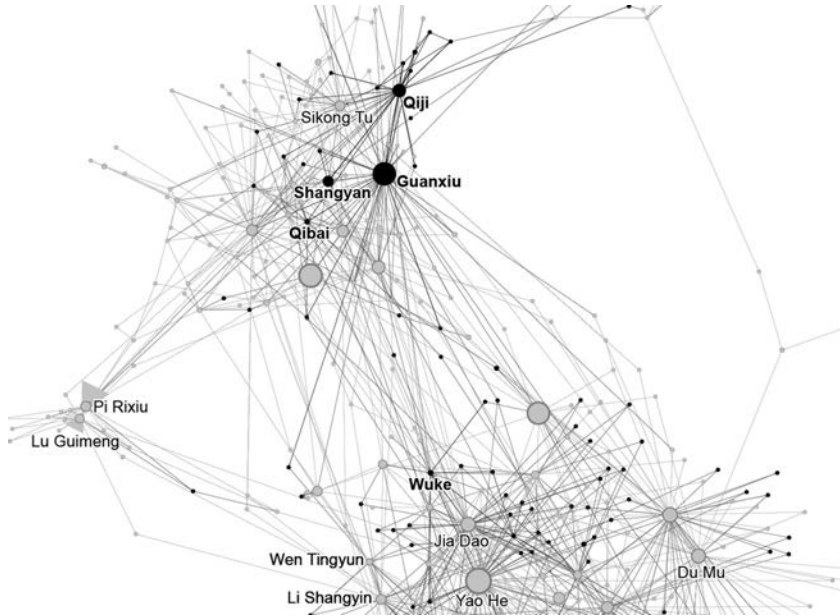 Qiji
Sikong Tu
Guanxiu
Shangyan
Qibai
Pi Rixiu
Lu Guimeng
Wuke
Jia Dao
Wen Tingyun
Du Mu
Li Shangyin
Yao He